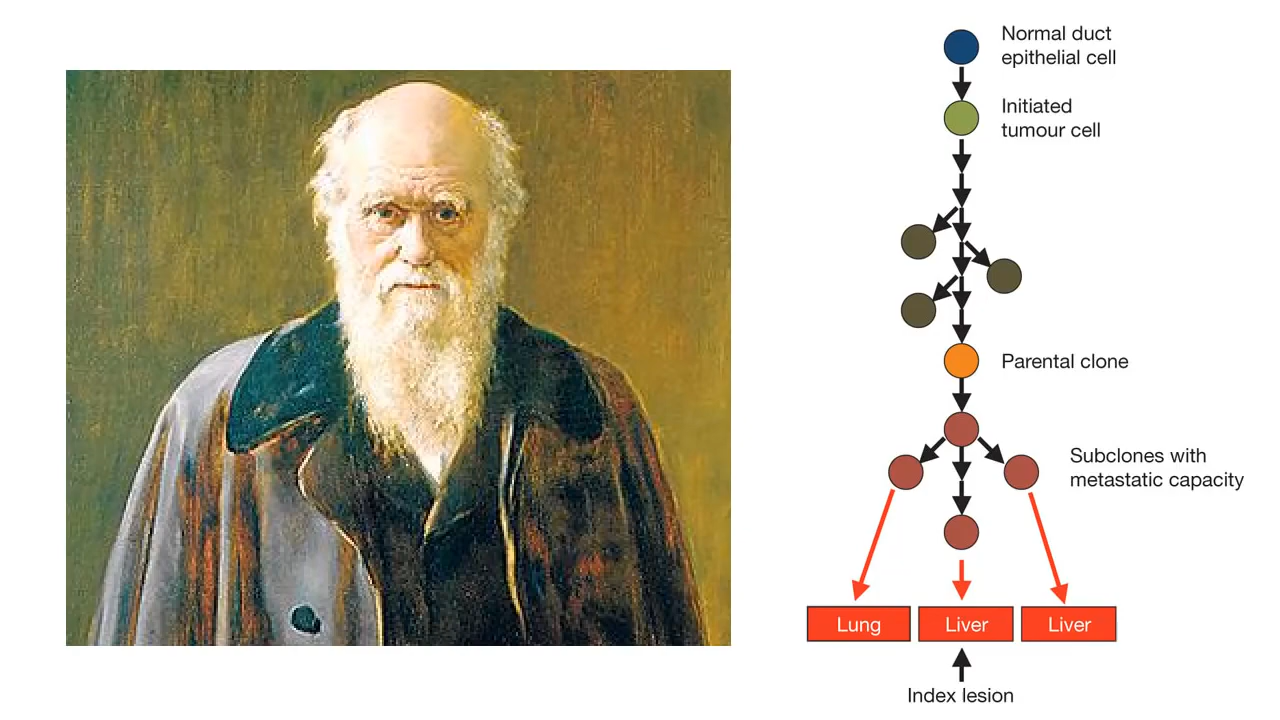 Normal duct
epithelial cell
Initiated
tumour cell
Parental clone
Subclones with
metastatic capacity
Lung
Liver
Liver
Index lesion